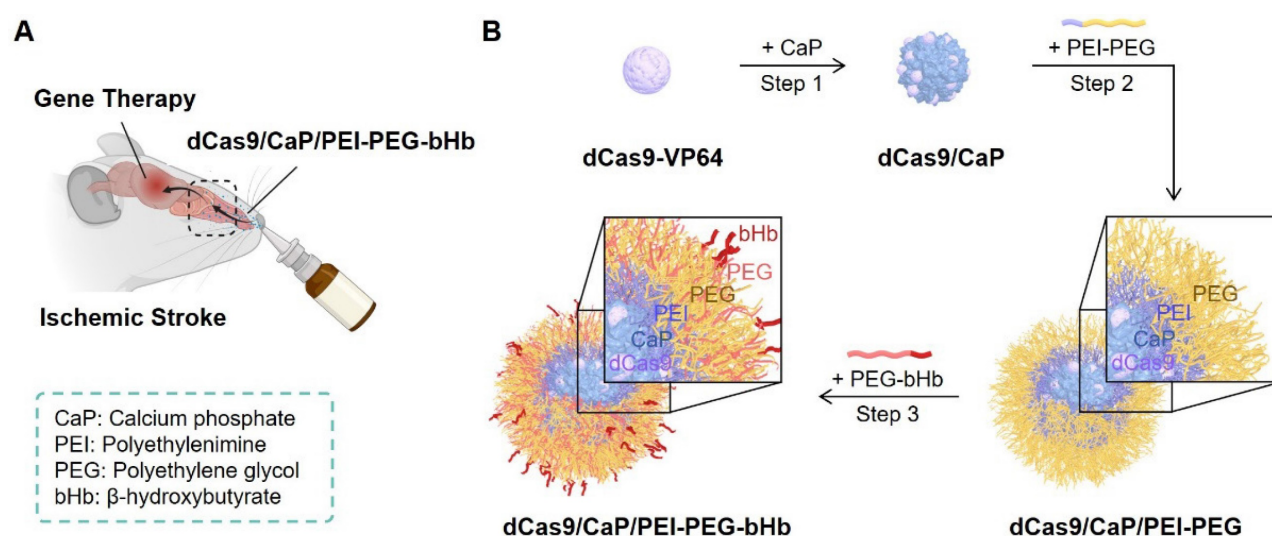 A
Gene Therapy
dCas9/CaP/PEI-PEG-bHb
Ischemic Stroke
CaP: Calcium phosphate
PEI: Polyethylenimine
PEG: Polyethylene glycol
bHb: β-hydroxybutyrate
B
+ CaP
Step 1
+ PEI-PEG
Step 2
dCas9-VP64
dCas9/CaP
bHb
PEG
PEG
PEI
CaP
dCas9
+ PEG-bHb
Step 3
PEG
PEI
CaP
dCas9
dCas9/CaP/PEI-PEG-bHb
dCas9/CaP/PEI-PEG